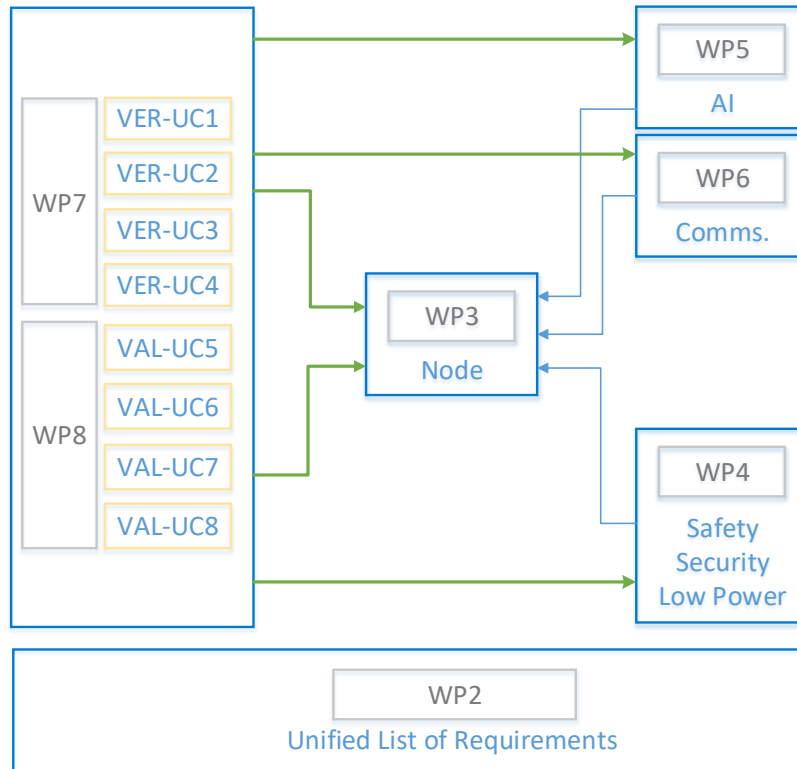 WP7
VER-UC1
VER-UC2
VER-UC3
VER-UC4
WP8
VAL-UC5
VAL-UC6
VAL-UC7
VAL-UC8
WP3
Node
WP5
AI
WP6
Comms.
WP4
Safety
Security
Low Power
WP2
Unified List of Requirements